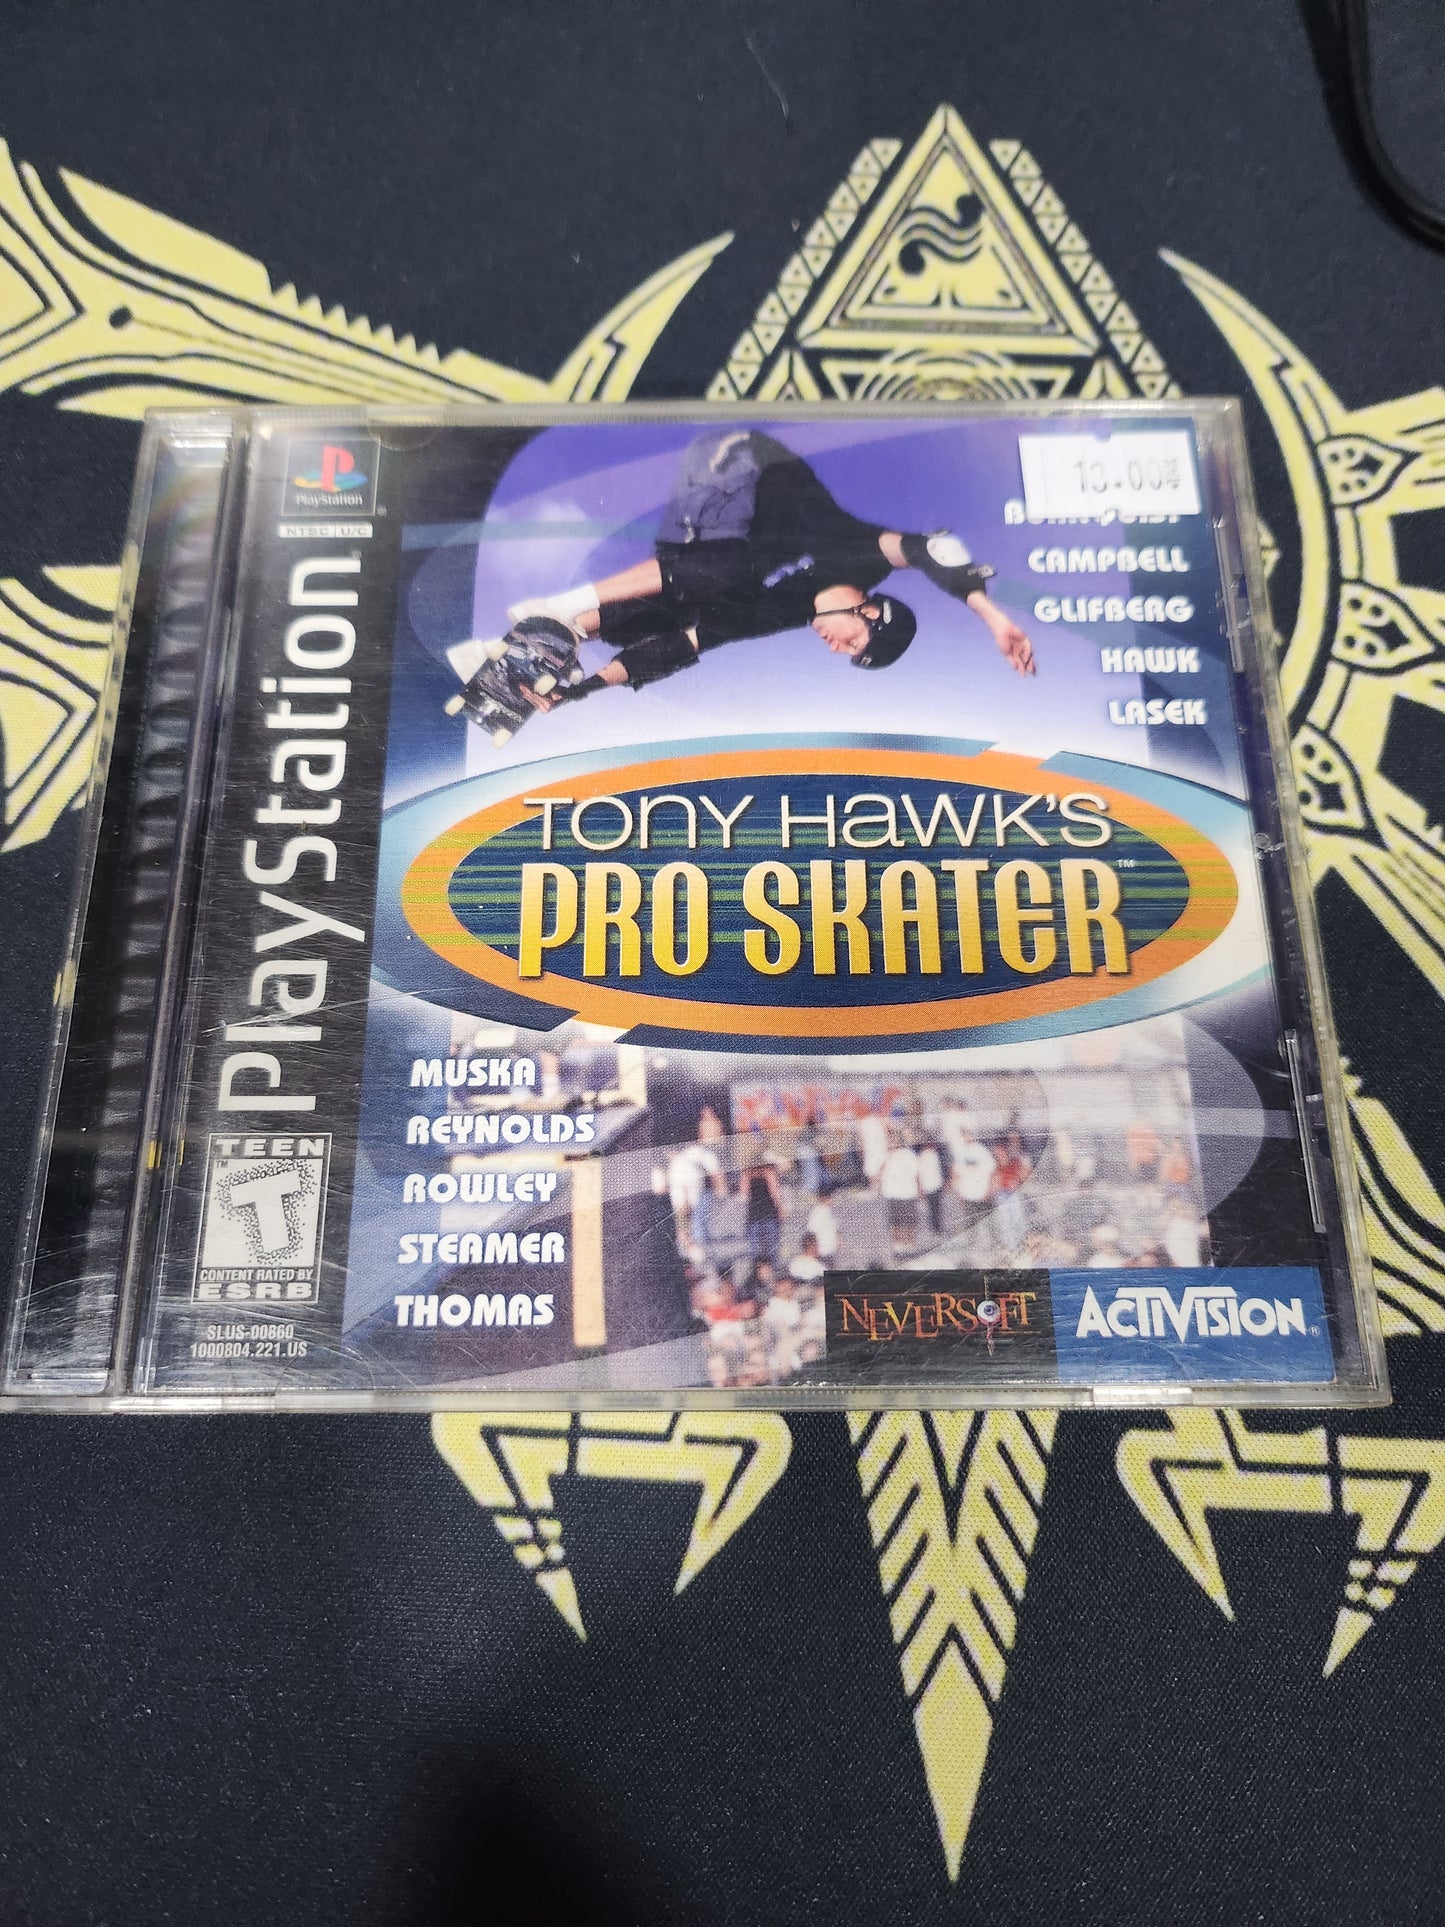 PlayStation
NTSC U/C
PlayStation
13.00
CAMPBELL
GLIFBERG
HAWK
LASEK
TONY HAWK'S
PRO SKATER™
MUSKA
REYNOLDS
ROWLEY
STEAMER
THOMAS
TEEN
T
CONTENT RATED BY
ESRB
SLUS-00860
1000804.221.US
NEVERSOFT
ACTIVISION®